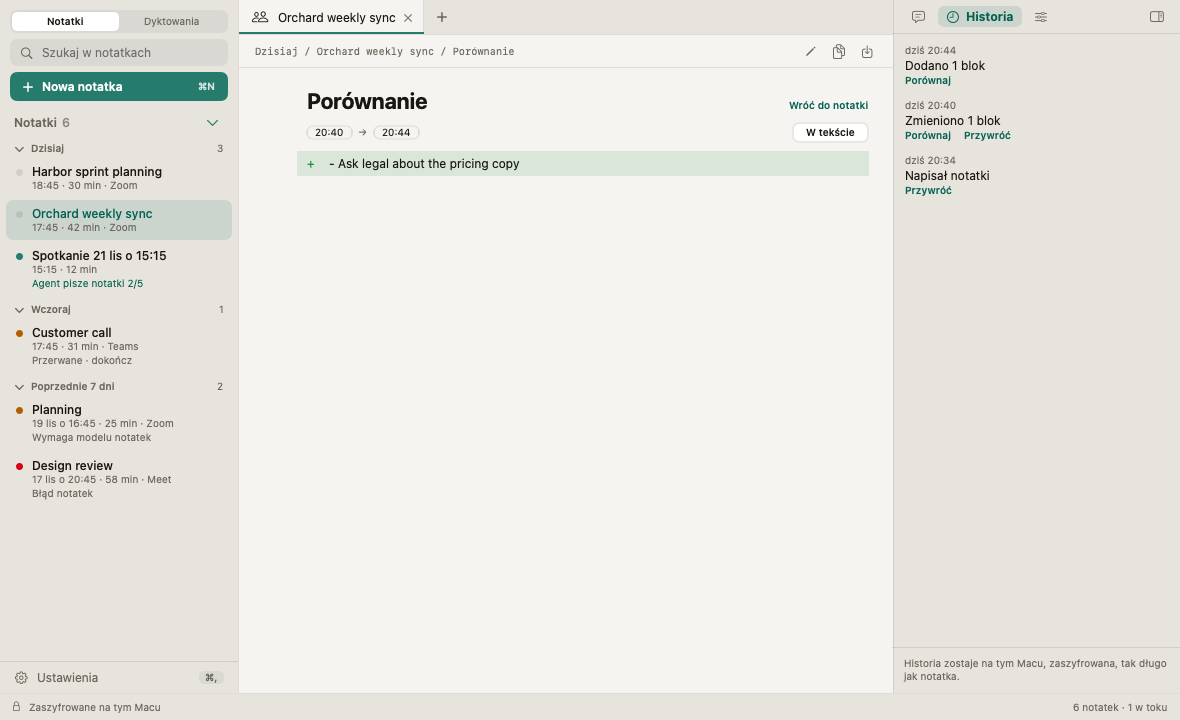 Notatki
Dyktowania
Szukaj w notatkach
Nowa notatka ⌘N
Notatki 6
Dzisiaj 3
Harbor sprint planning
18:45 · 30 min · Zoom
Orchard weekly sync
17:45 · 42 min · Zoom
Spotkanie 21 lis o 15:15
15:15 · 12 min
Agent pisze notatki 2/5
Wczoraj 1
Customer call
17:45 · 31 min · Teams
Przerwane · dokończ
Poprzednie 7 dni 2
Planning
19 lis o 16:45 · 25 min · Zoom
Wymaga modelu notatek
Design review
17 lis o 20:45 · 58 min · Meet
Błąd notatek
Ustawienia ⌘,
Zaszyfrowane na tym Macu
Orchard weekly sync
Dzisiaj / Orchard weekly sync / Porównanie
Porównanie
Wróć do notatki
20:40 → 20:44
W tekście
+ - Ask legal about the pricing copy
Historia
dziś 20:44
Dodano 1 blok
Porównaj
dziś 20:40
Zmieniono 1 blok
Porównaj Przywróć
dziś 20:34
Napisał notatki
Przywróć
Historia zostaje na tym Macu, zaszyfrowana, tak długo
jak notatka.
6 notatek · 1 w toku